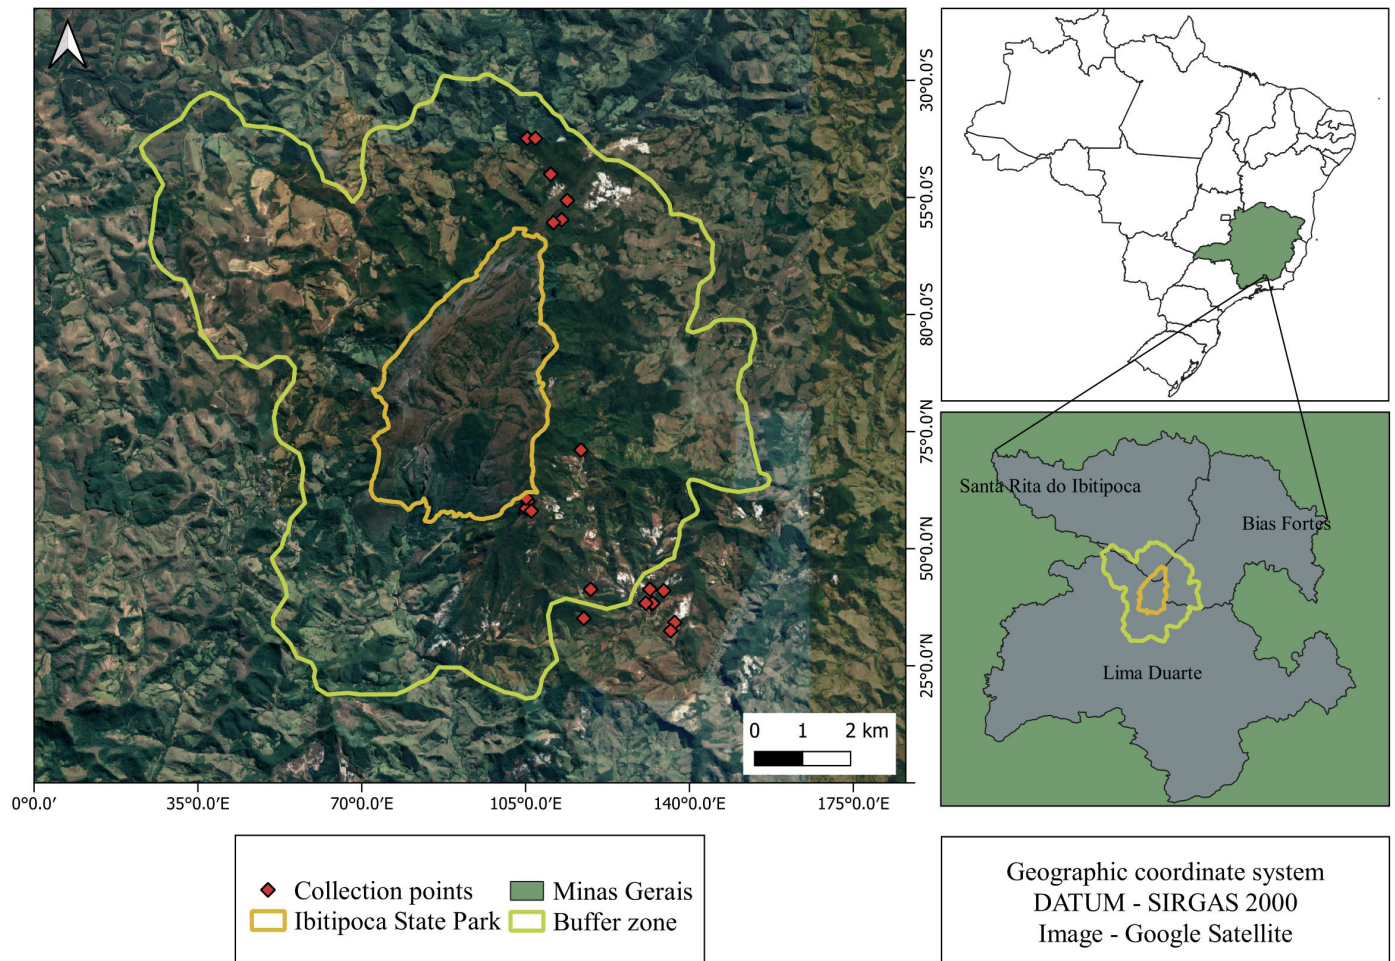 30°0.0'S
55°0.0'S
80°0.0'S
75°0.0'N
50°0.0'N
25°0.0'N
0 1 2 km
0°0.0' 35°0.0'E 70°0.0'E 105°0.0'E 140°0.0'E 175°0.0'E
Santa Rita do Ibitipoca
Bias Fortes
Lima Duarte
Collection points
Minas Gerais
Ibitipoca State Park
Buffer zone
Geographic coordinate system
DATUM - SIRGAS 2000
Image - Google Satellite